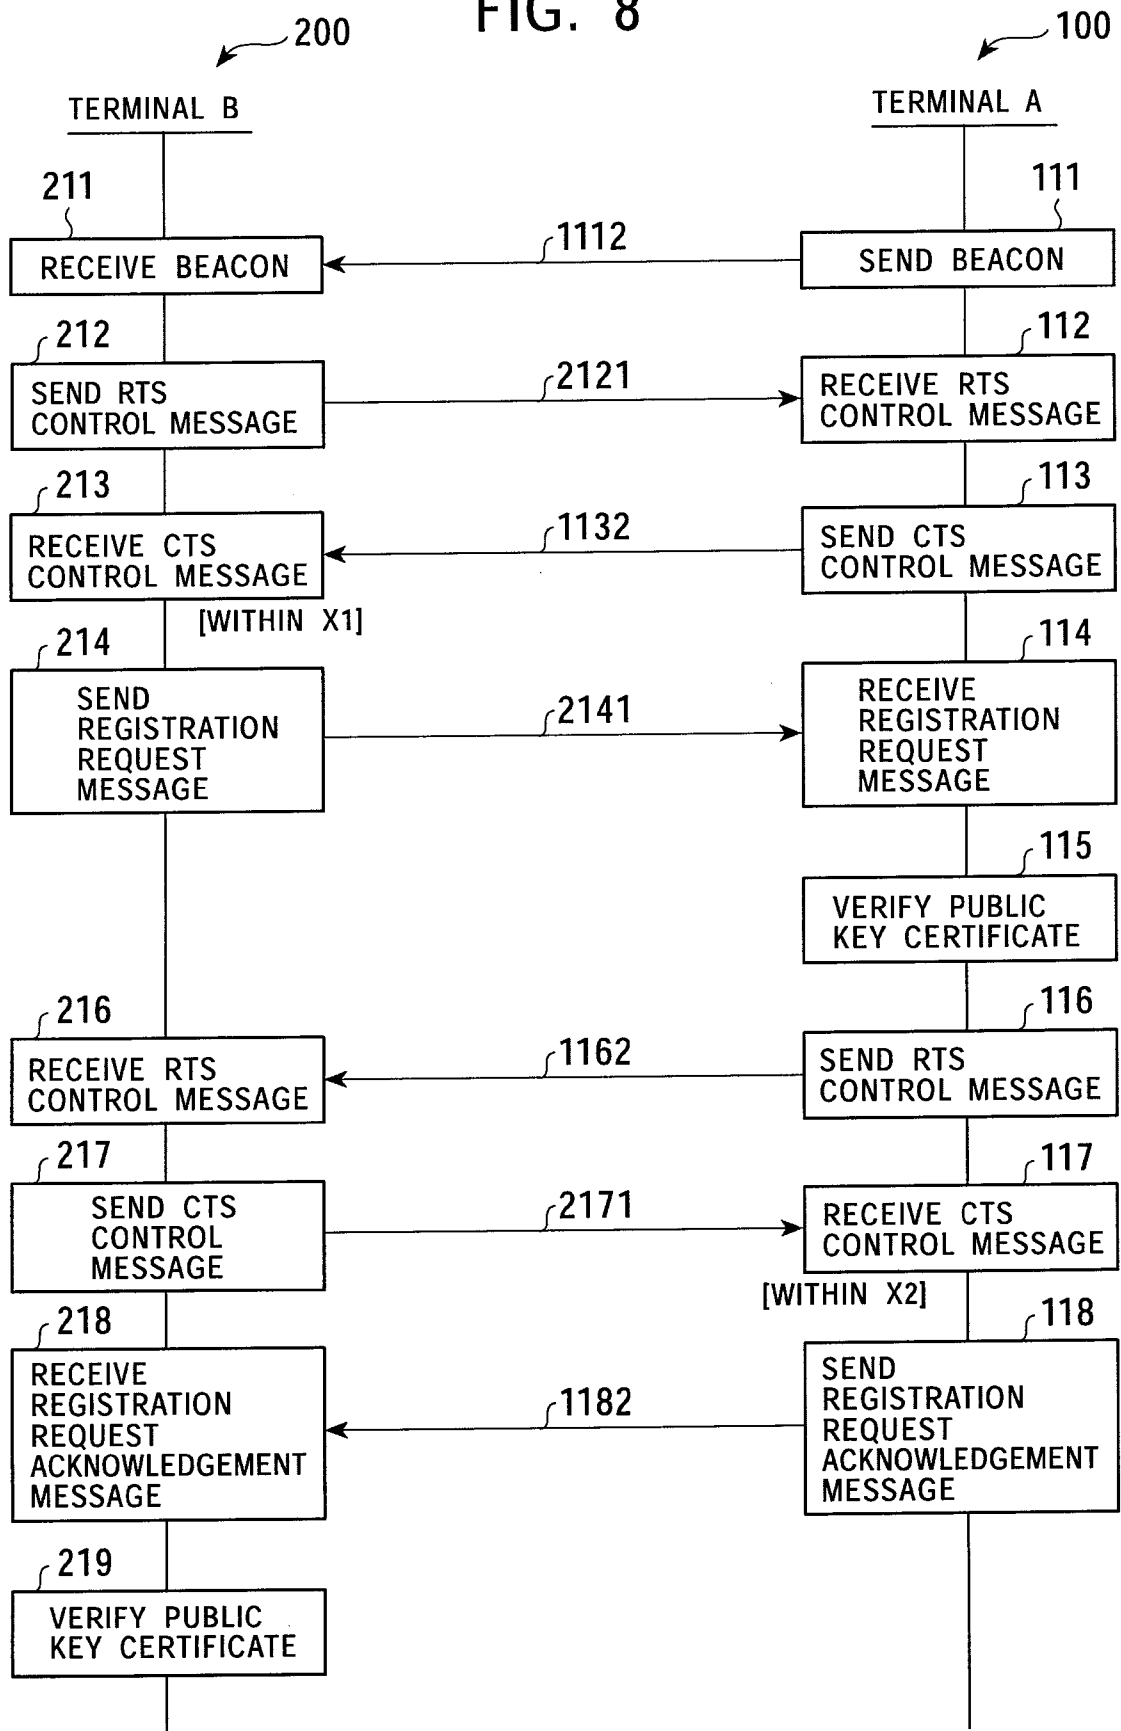 FIG. 8
200
100
TERMINAL B
TERMINAL A
211
111
RECEIVE BEACON
1112
SEND BEACON
212
112
SEND RTS
CONTROL MESSAGE
2121
RECEIVE RTS
CONTROL MESSAGE
213
113
RECEIVE CTS
CONTROL MESSAGE
1132
SEND CTS
CONTROL MESSAGE
[WITHIN X1]
214
114
SEND
REGISTRATION
REQUEST
MESSAGE
2141
RECEIVE
REGISTRATION
REQUEST
MESSAGE
115
VERIFY PUBLIC
KEY CERTIFICATE
216
116
RECEIVE RTS
CONTROL MESSAGE
1162
SEND RTS
CONTROL MESSAGE
217
117
SEND CTS
CONTROL
MESSAGE
2171
RECEIVE CTS
CONTROL MESSAGE
[WITHIN X2]
218
118
RECEIVE
REGISTRATION
REQUEST
ACKNOWLEDGEMENT
MESSAGE
1182
SEND
REGISTRATION
REQUEST
ACKNOWLEDGEMENT
MESSAGE
219
VERIFY PUBLIC
KEY CERTIFICATE